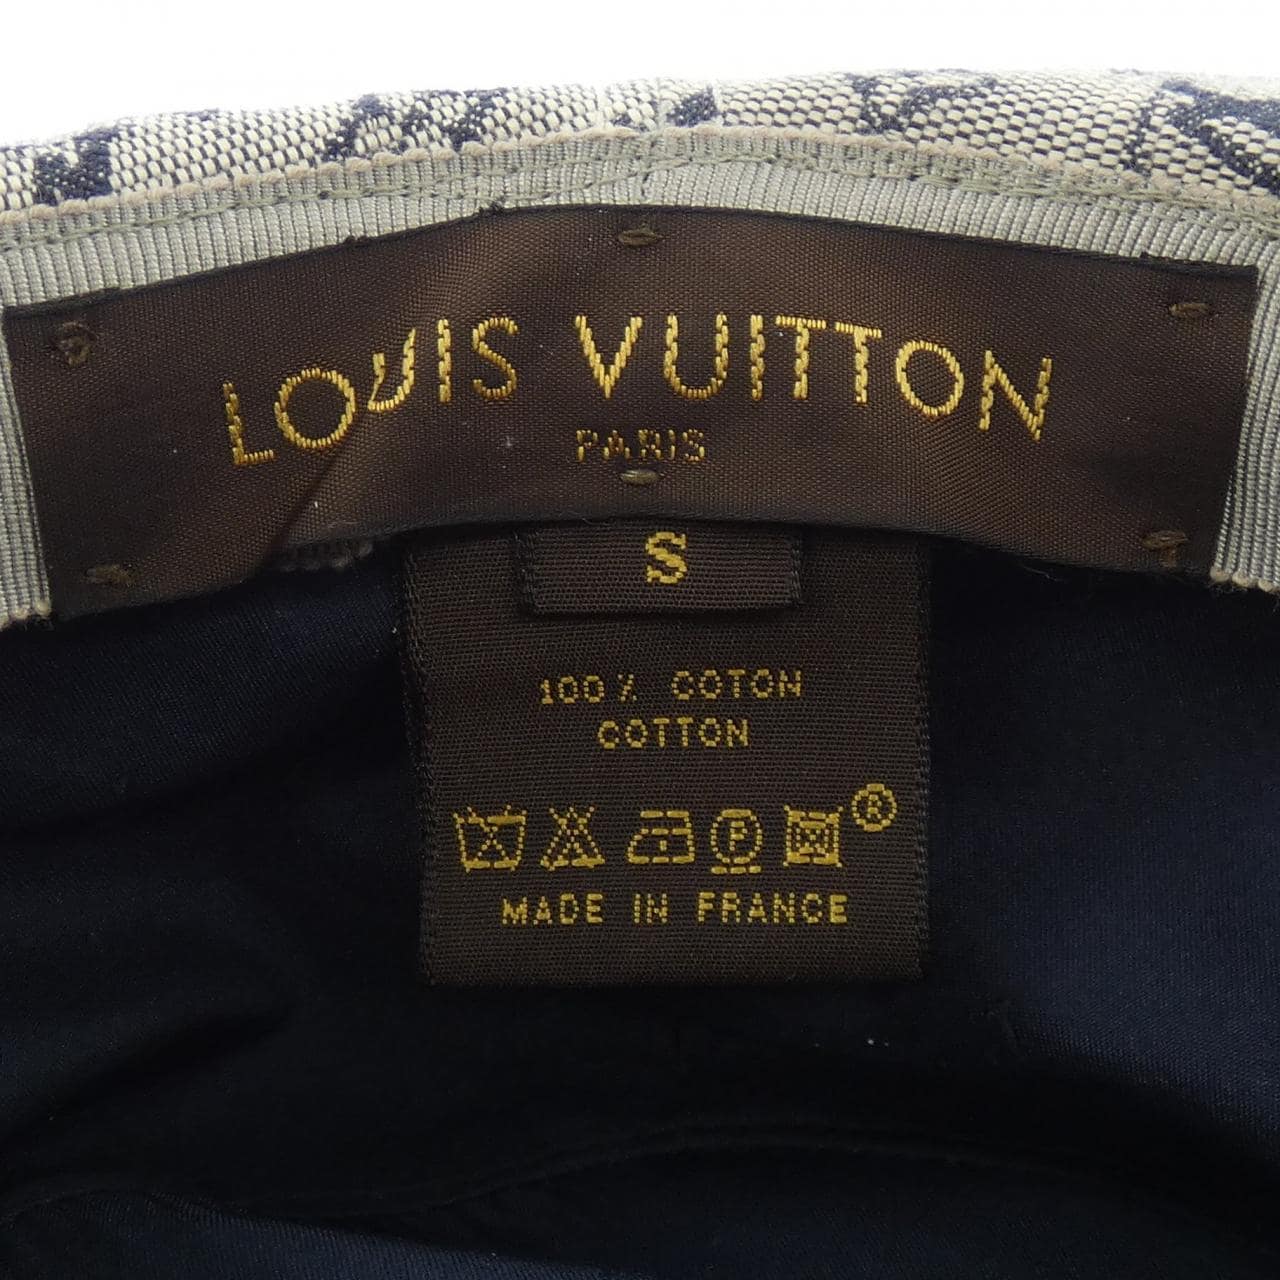 LOUIS VUITTON
PARIS
S
100% COTON
COTTON
P ®
MADE IN FRANCE